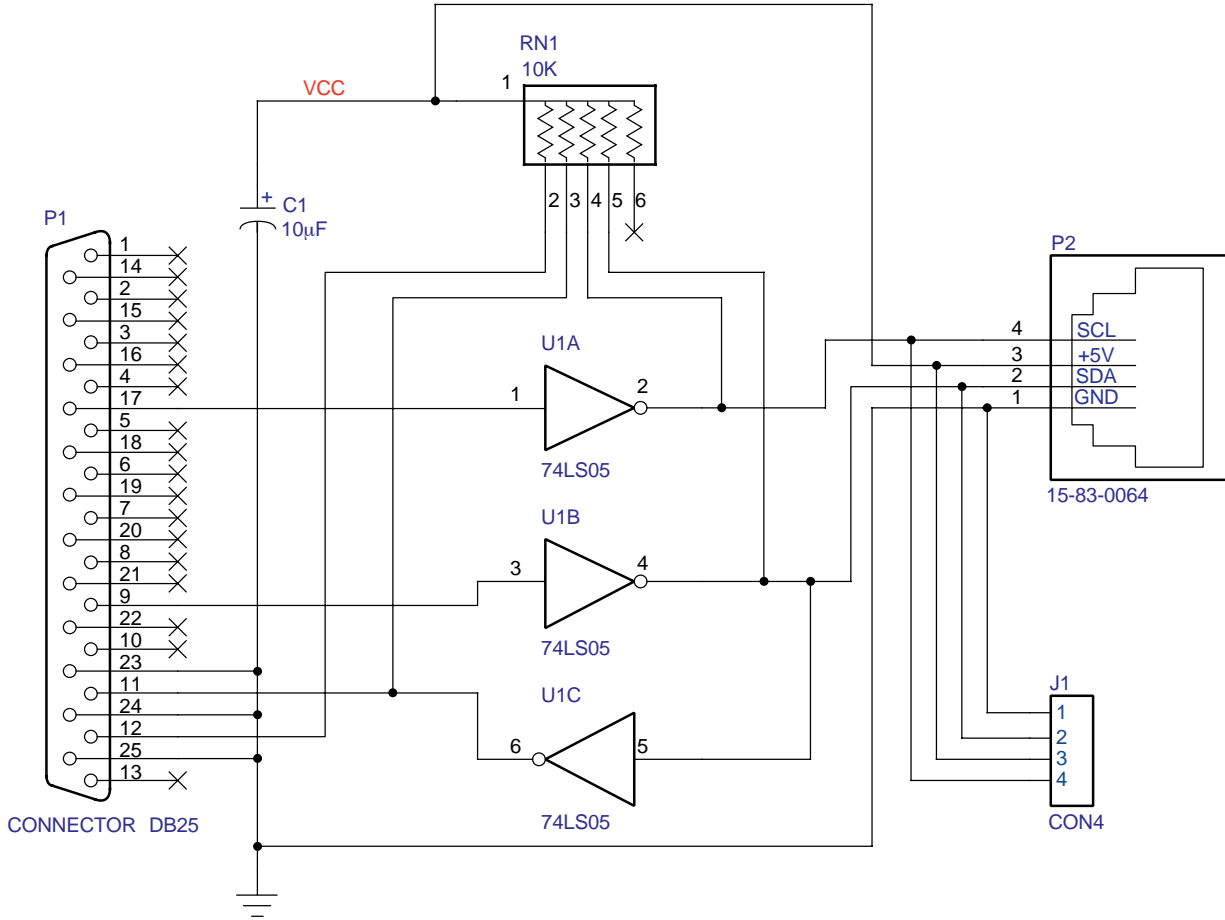 RN1
10K
1
VCC
2 3 4 5 6
+
C1
10μF
P1
1
14
2
15
3
16
4
17
5
18
6
19
7
20
8
21
9
22
10
23
11
24
12
25
13
CONNECTOR DB25
U1A
1
2
74LS05
U1B
3
4
74LS05
U1C
6
5
74LS05
P2
4 SCL
3 +5V
2 SDA
1 GND
15-83-0064
J1
1
2
3
4
CON4